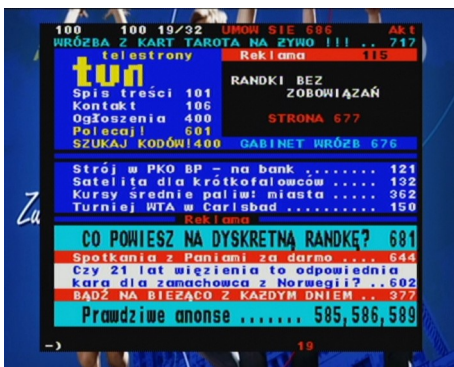 100 100 19/32 UMOW SIE 686 Akt
WRÓŻBA Z KART TAROTA NA ŻYWO !!! .. 717
telestrony
tvn
Spis treści 101
Kontakt 106
Ogłoszenia 400
Polecaj! 601
SZUKAJ KODÓW!400
Reklama 115
RANDKI BEZ
ZOBOWIĄZAŃ
STRONA 677
GABINET WRÓŻB 676
Strój w PKO BP – na bank ........ 121
Satelita dla krótkofalowców ..... 132
Kursy średnie paliw: miasta ..... 362
Turniej WTA w Carlsbad .......... 150
Reklama
CO POWIESZ NA DYSKRETNĄ RANDKĘ? 681
Spotkania z Paniami za darmo .... 644
Czy 21 lat więzienia to odpowiednia
kara dla zamachowca z Norwegii? ..602
BĄDŹ NA BIEŻĄCO Z KAŻDYM DNIEM .. 377
Prawdziwe anonse ....... 585,586,589
–) 19